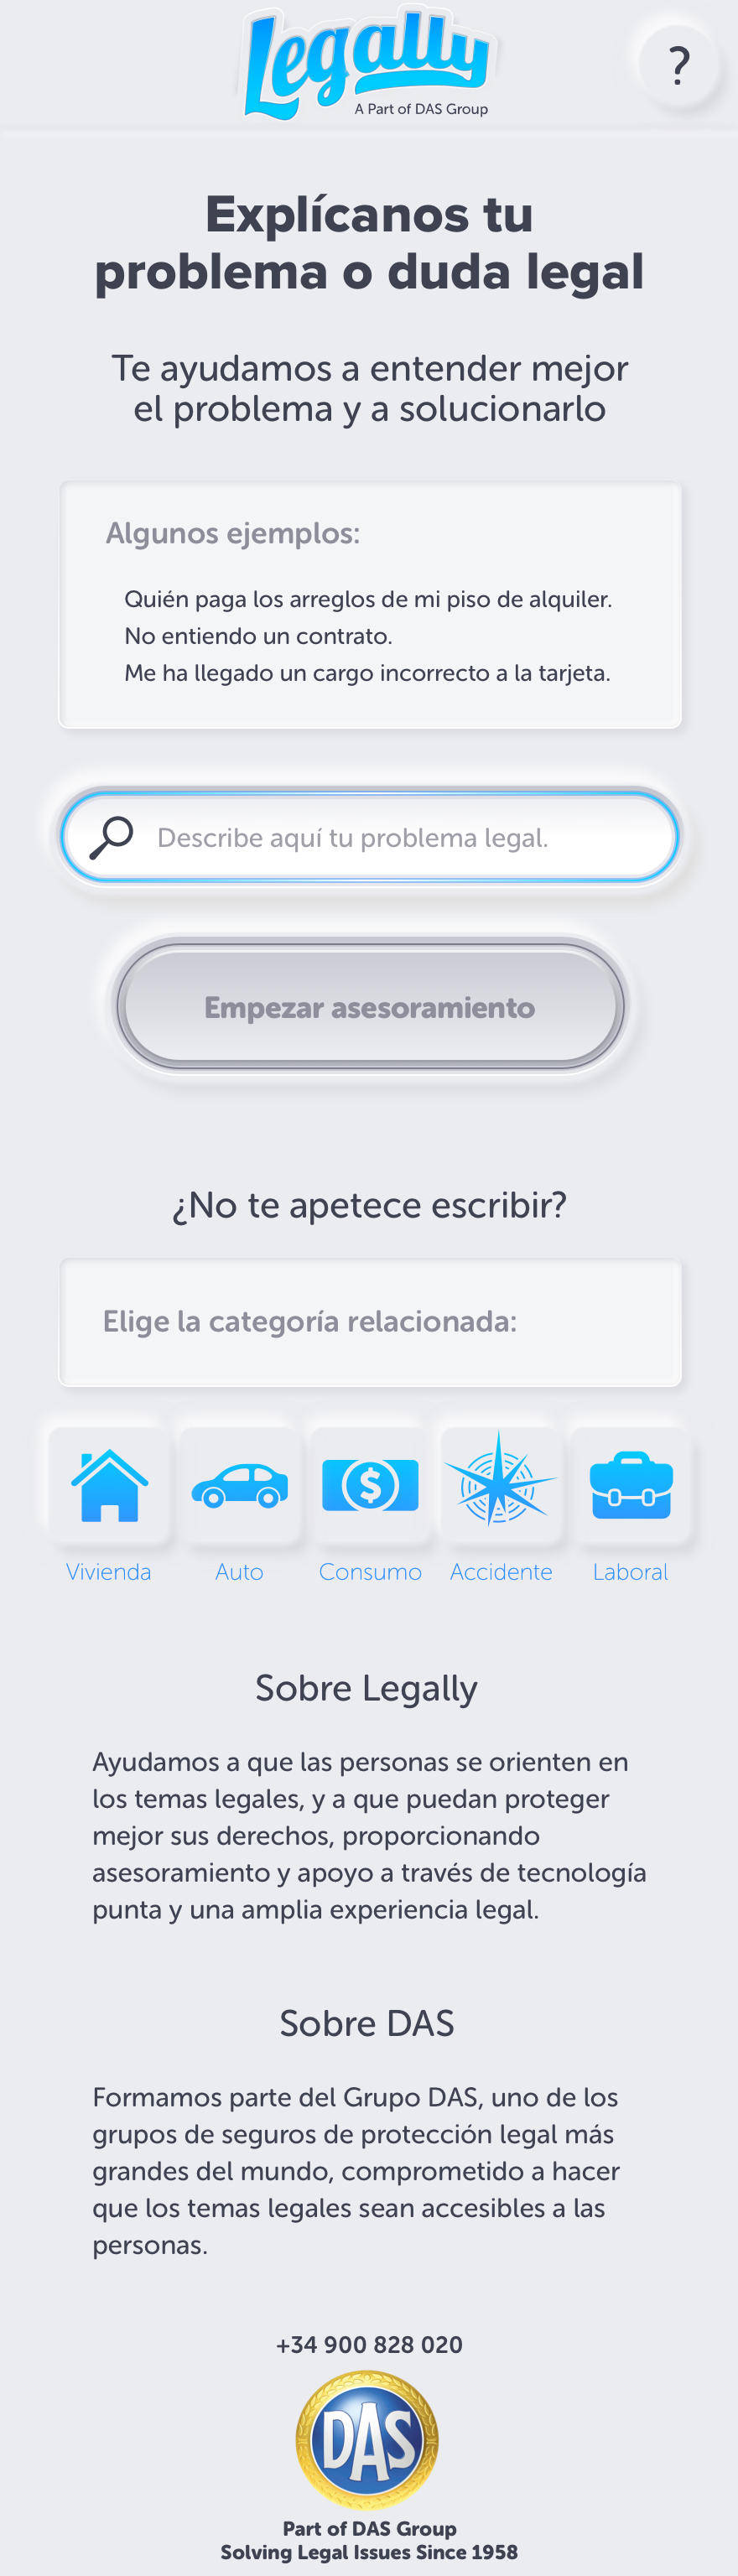 Legally
A Part of DAS Group
?
Explícanos tu
problema o duda legal
Te ayudamos a entender mejor
el problema y a solucionarlo
Algunos ejemplos:
Quién paga los arreglos de mi piso de alquiler.
No entiendo un contrato.
Me ha llegado un cargo incorrecto a la tarjeta.
Describe aquí tu problema legal.
Empezar asesoramiento
¿No te apetece escribir?
Elige la categoría relacionada:
$
Vivienda Auto Consumo Accidente Laboral
Sobre Legally
Ayudamos a que las personas se orienten en
los temas legales, y a que puedan proteger
mejor sus derechos, proporcionando
asesoramiento y apoyo a través de tecnología
punta y una amplia experiencia legal.
Sobre DAS
Formamos parte del Grupo DAS, uno de los
grupos de seguros de protección legal más
grandes del mundo, comprometido a hacer
que los temas legales sean accesibles a las
personas.
+34 900 828 020
DAS
Part of DAS Group
Solving Legal Issues Since 1958